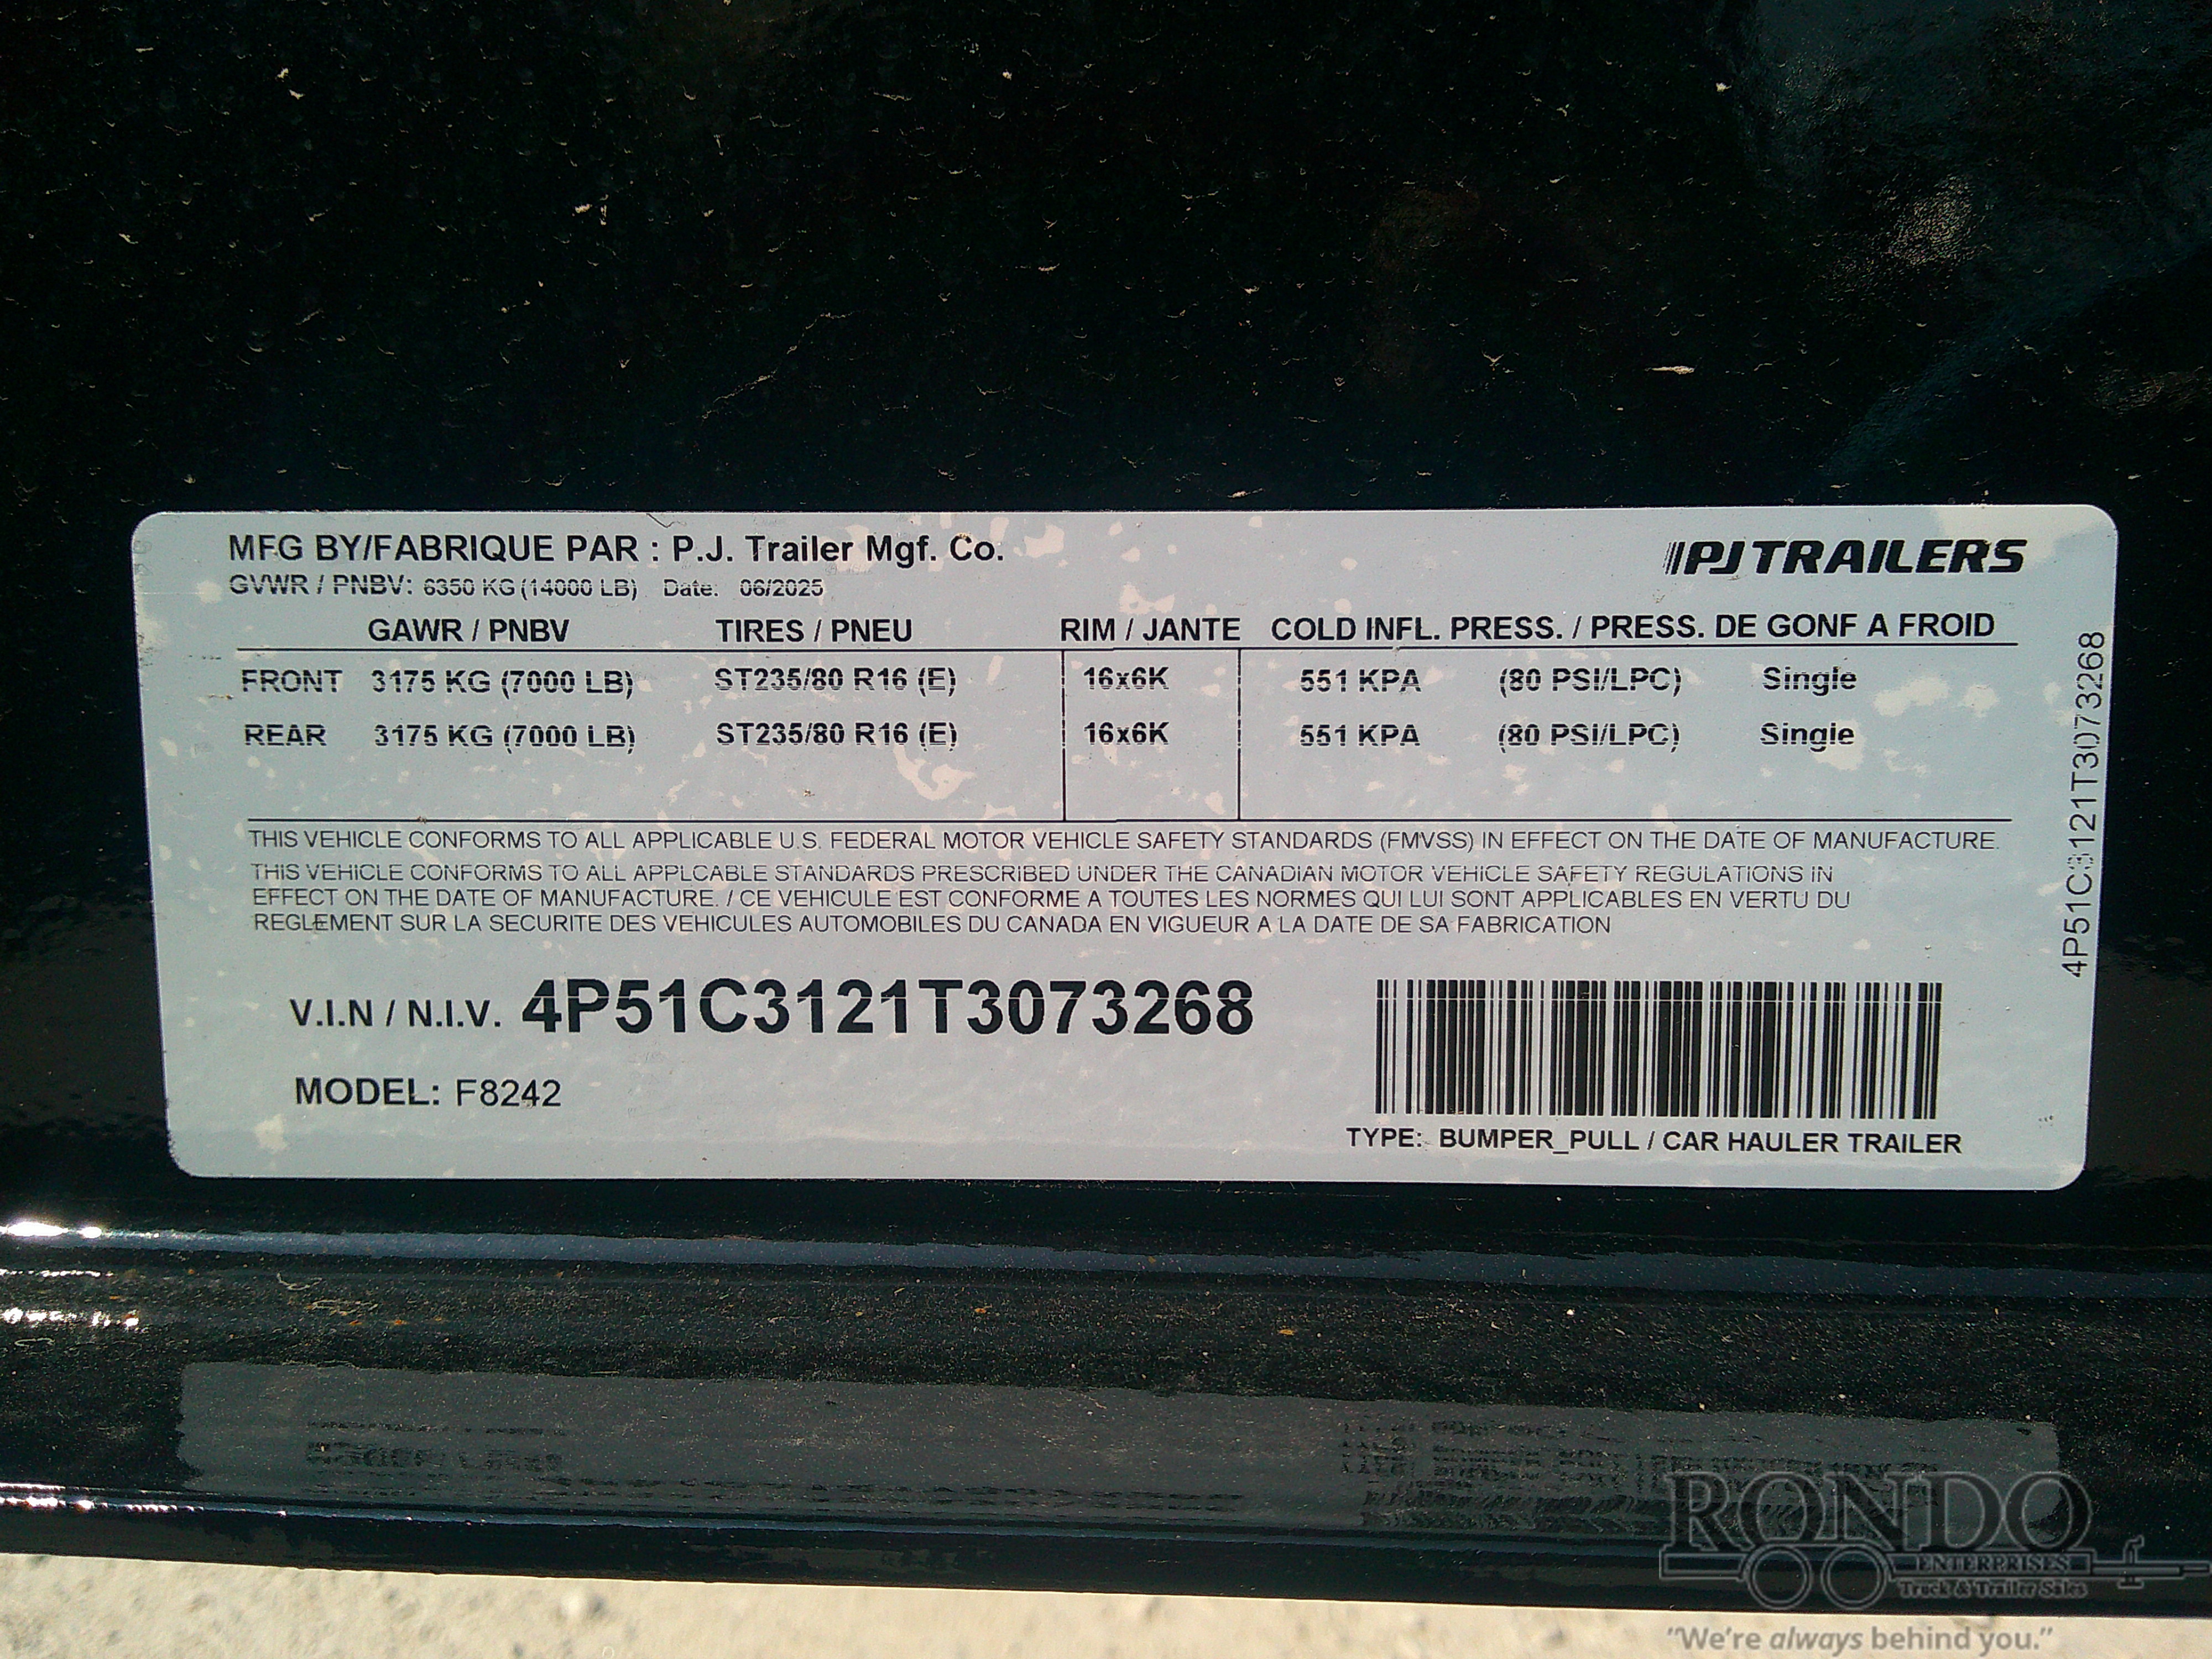 MFG BY/FABRIQUE PAR : P.J. Trailer Mgf. Co.
PJ TRAILERS
GVWR / PNBV: 6350 KG (14000 LB) Date: 06/2025
GAWR / PNBV TIRES / PNEU RIM / JANTE COLD INFL. PRESS. / PRESS. DE GONF A FROID
FRONT 3175 KG (7000 LB) ST235/80 R16 (E) 16x6K 551 KPA (80 PSI/LPC) Single
REAR 3175 KG (7000 LB) ST235/80 R16 (E) 16x6K 551 KPA (80 PSI/LPC) Single
THIS VEHICLE CONFORMS TO ALL APPLICABLE U.S. FEDERAL MOTOR VEHICLE SAFETY STANDARDS (FMVSS) IN EFFECT ON THE DATE OF MANUFACTURE.
THIS VEHICLE CONFORMS TO ALL APPLCABLE STANDARDS PRESCRIBED UNDER THE CANADIAN MOTOR VEHICLE SAFETY REGULATIONS IN
EFFECT ON THE DATE OF MANUFACTURE. / CE VEHICULE EST CONFORME A TOUTES LES NORMES QUI LUI SONT APPLICABLES EN VERTU DU
REGLEMENT SUR LA SECURITE DES VEHICULES AUTOMOBILES DU CANADA EN VIGUEUR A LA DATE DE SA FABRICATION
V.I.N / N.I.V. 4P51C3121T3073268
MODEL: F8242
TYPE: BUMPER_PULL / CAR HAULER TRAILER
4P51C3121T3073268
RONDO
ENTERPRISES
Truck & Trailer Sales
"We're always behind you."